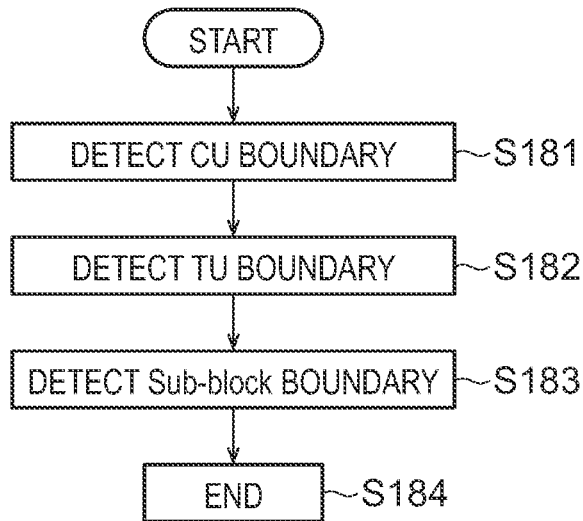 START
DETECT CU BOUNDARY S181
DETECT TU BOUNDARY S182
DETECT Sub-block BOUNDARY S183
END S184